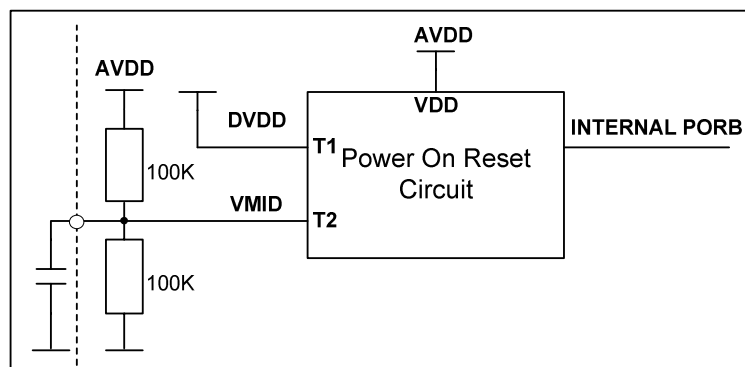 AVDD
AVDD
VDD
DVDD
T1
INTERNAL PORB
Power On Reset
Circuit
100K
VMID
T2
100K